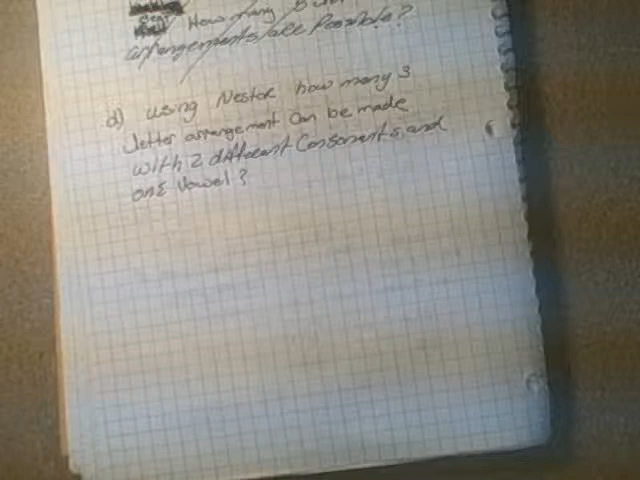 How many
arrangements are Possible?
d) using Nestor how many 3
letter arrangement can be made
with 2 different Consonants and
one vowel?